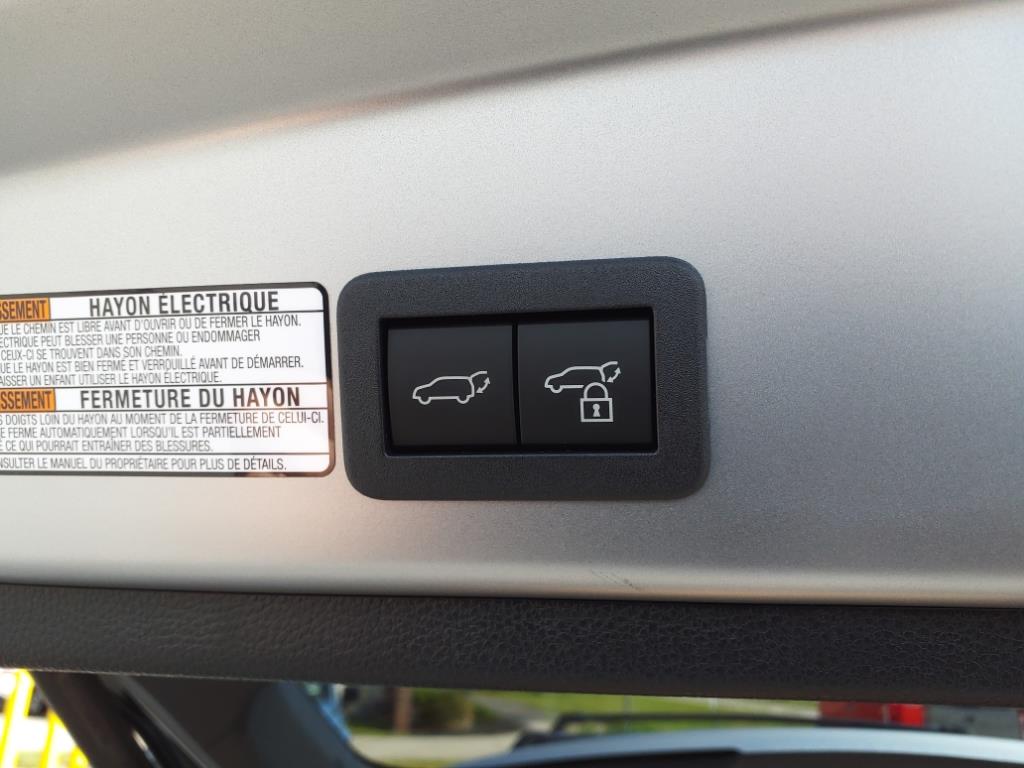 SSEMENT HAYON ÉLECTRIQUE
UE LE CHEMIN EST LIBRE AVANT D'OUVRIR OU DE FERMER LE HAYON.
ECTRIQUE PEUT BLESSER UNE PERSONNE OU ENDOMMAGER
CEUX-CI SE TROUVENT DANS SON CHEMIN.
UE LE HAYON EST BIEN FERMÉ ET VERROUILLÉ AVANT DE DÉMARRER.
AISSER UN ENFANT UTILISER LE HAYON ÉLECTRIQUE.
SSEMENT FERMETURE DU HAYON
S DOIGTS LOIN DU HAYON AU MOMENT DE LA FERMETURE DE CELUI-CI.
E FERME AUTOMATIQUEMENT LORSQU'IL EST PARTIELLEMENT
É CE QUI POURRAIT ENTRAÎNER DES BLESSURES.
NSULTER LE MANUEL DU PROPRIÉTAIRE POUR PLUS DE DÉTAILS.